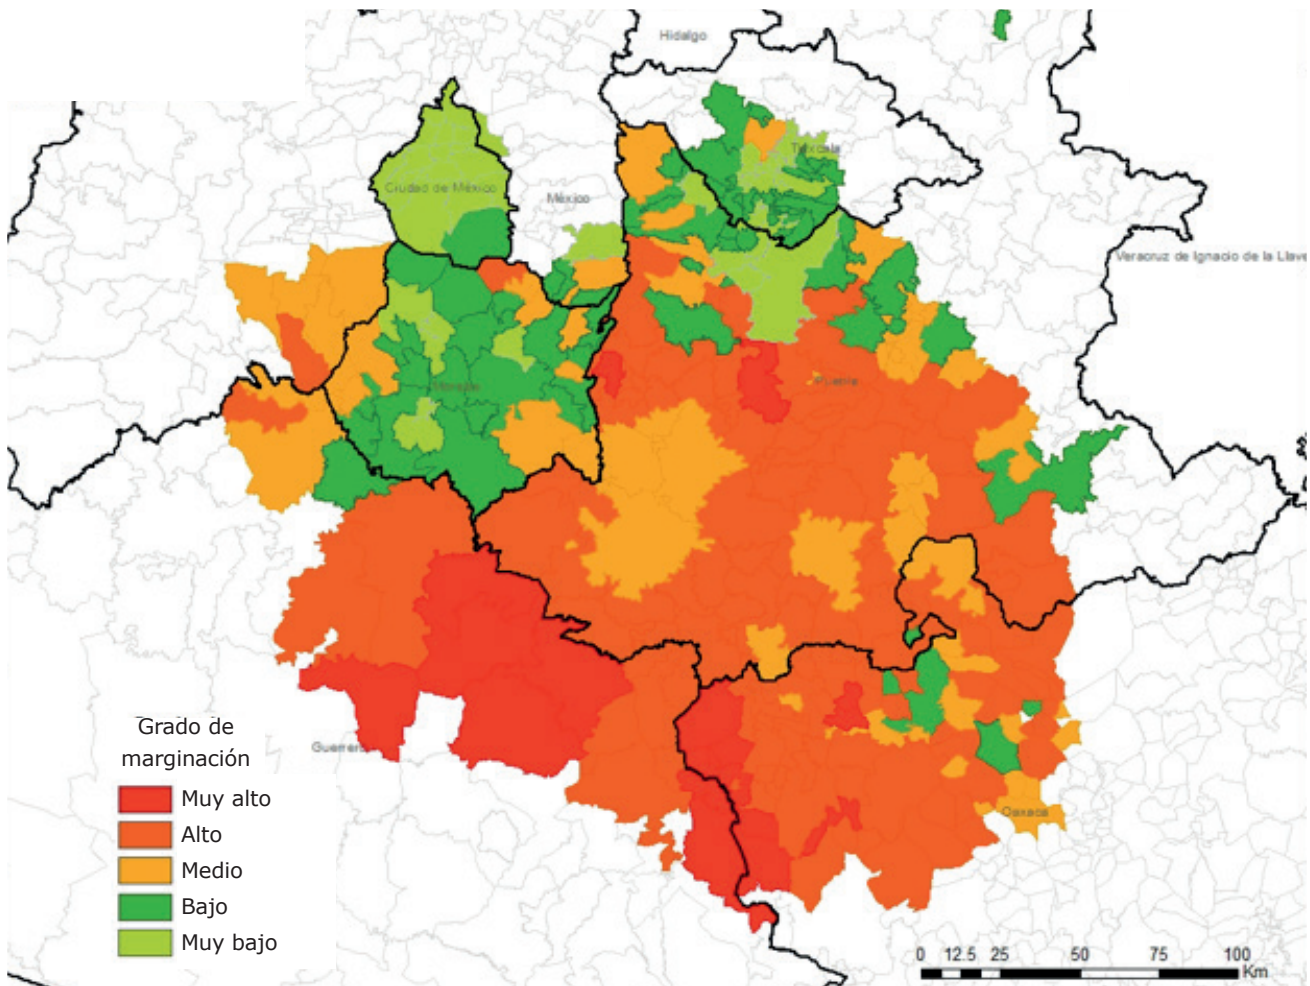 Hidalgo
Tlaxcala
Ciudad de México
México
Veracruz de Ignacio de la Llave
Morelos
Puebla
Grado de
marginación
Guerrero
Muy alto
Alto
Medio
Bajo
Muy bajo
Oaxaca
0 12.5 25 50 75 100
Km